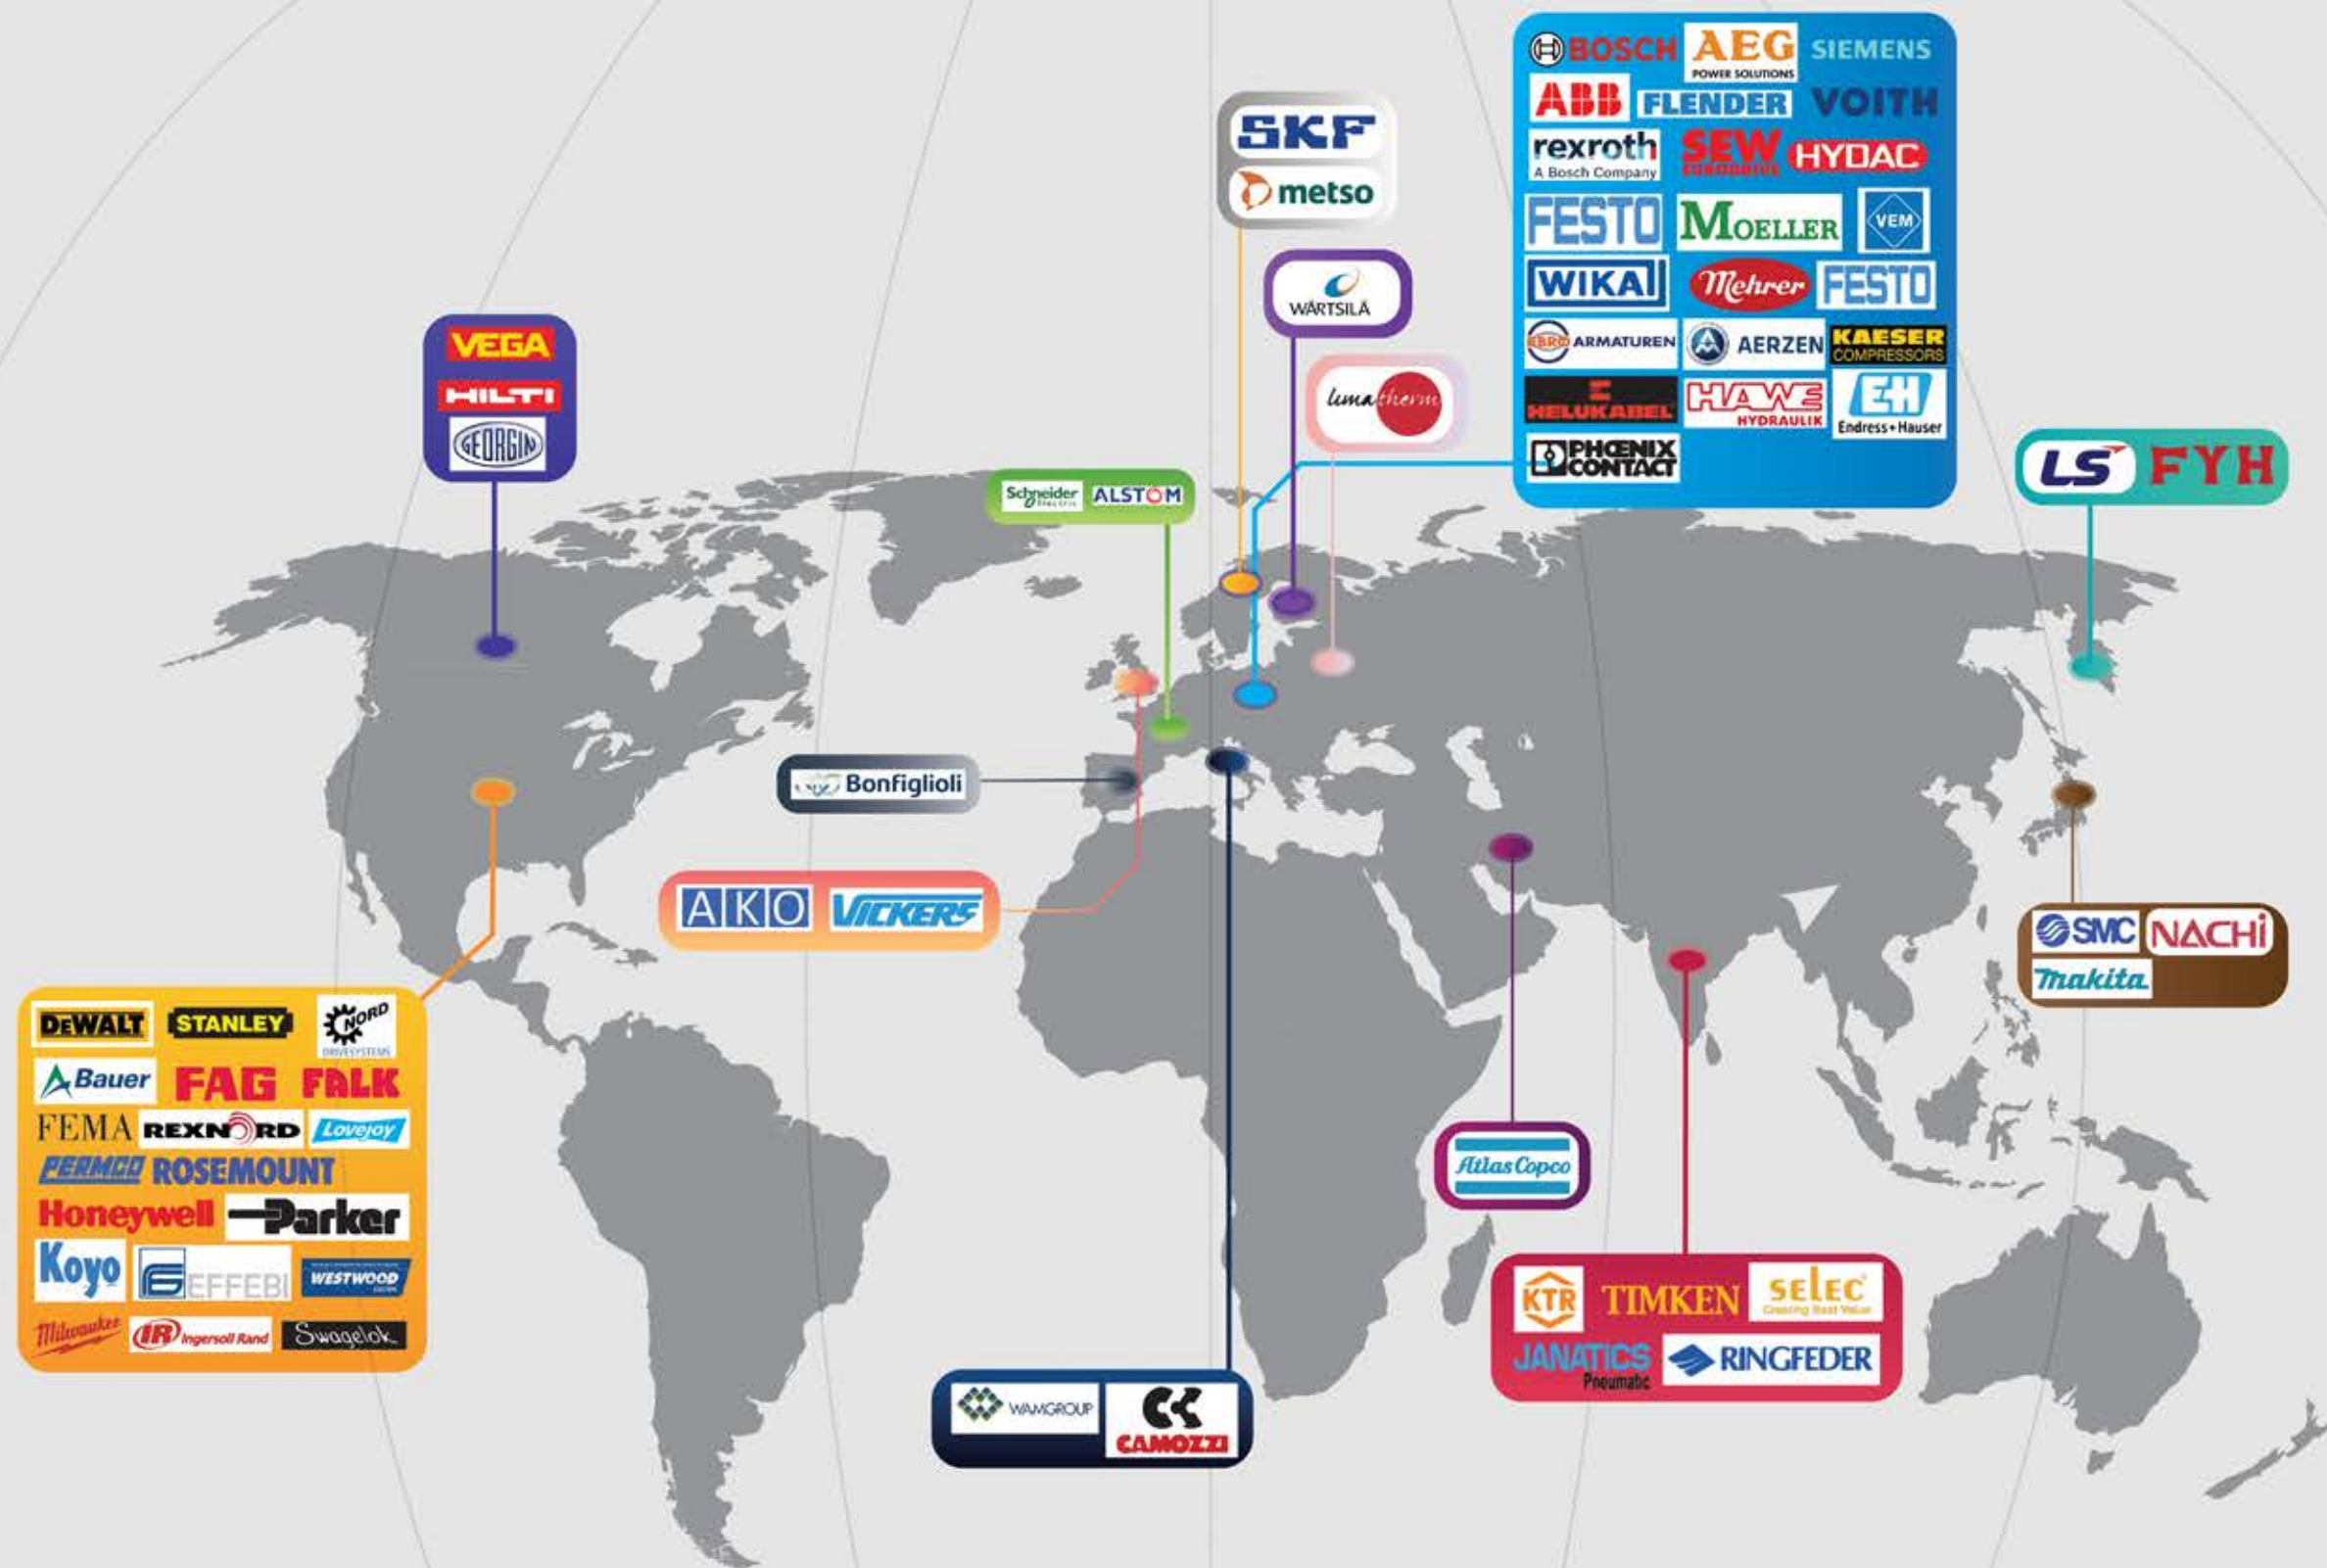 BOSCH AEG SIEMENS
POWER SOLUTIONS
ABB FLENDER VOITH
rexroth SEW HYDAC
A Bosch Company EURODRIVE
FESTO MOELLER VEM
WIKA Mehrer FESTO
EBRO ARMATUREN AERZEN KAESER
COMPRESSORS
HELUKABEL HAWE EH
HYDRAULIK Endress+Hauser
PHŒNIX
CONTACT
SKF
metso
WÄRTSILÄ
limatherm
VEGA
HILTI
GEORGIN
Schneider ALSTOM
Electric
LS FYH
Bonfiglioli
AKO VICKERS
SMC NACHi
makita
DEWALT STANLEY NORD
DRIVESYSTEMS
Bauer FAG FALK
FEMA REXNORD Lovejoy
PERMCO ROSEMOUNT
Honeywell Parker
Koyo EFFEBI WESTWOOD
Milwaukee IR Ingersoll Rand Swagelok
Atlas Copco
KTR TIMKEN SELEC
Creating Best Value
JANATICS RINGFEDER
Pneumatic
WAMGROUP CAMOZZI